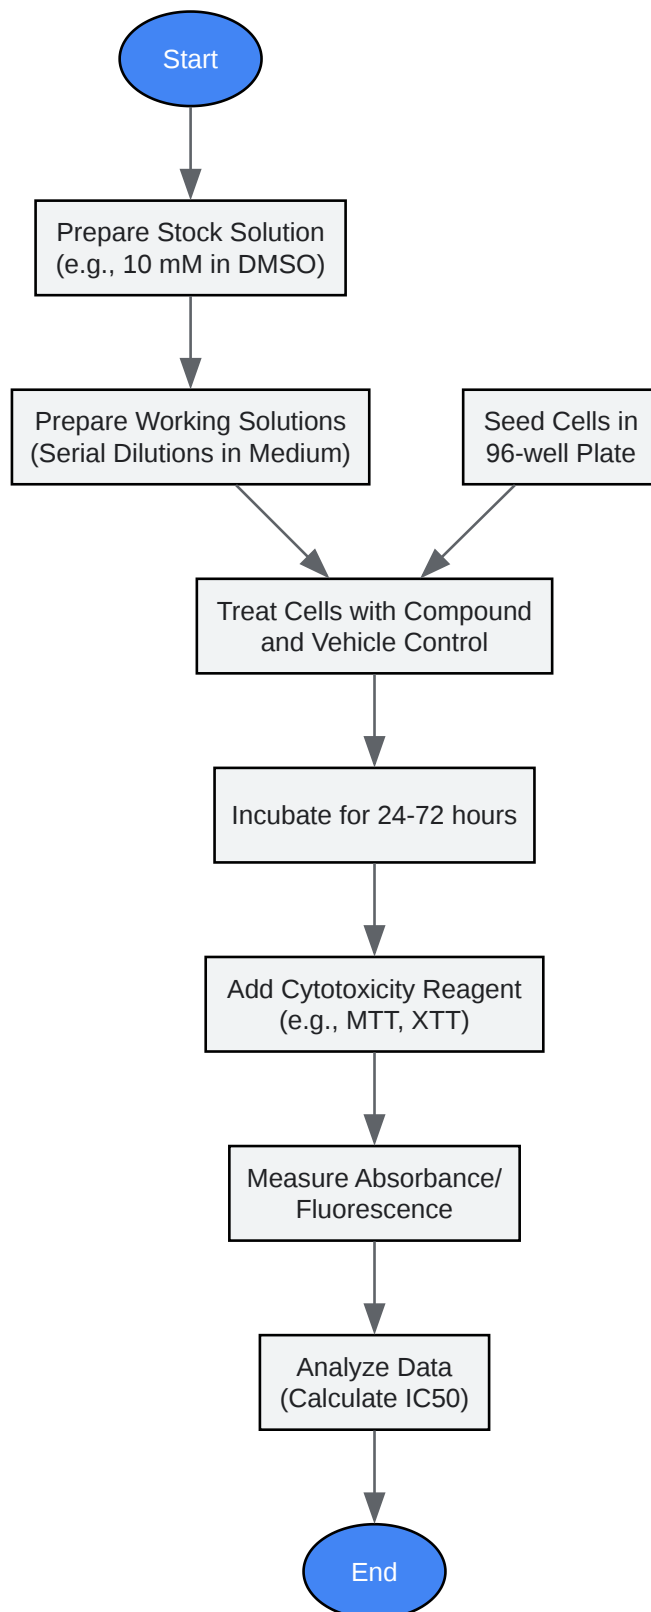 Start
Prepare Stock Solution
(e.g., 10 mM in DMSO)
Prepare Working Solutions
(Serial Dilutions in Medium)
Seed Cells in
96-well Plate
Treat Cells with Compound
and Vehicle Control
Incubate for 24-72 hours
Add Cytotoxicity Reagent
(e.g., MTT, XTT)
Measure Absorbance/
Fluorescence
Analyze Data
(Calculate IC50)
End